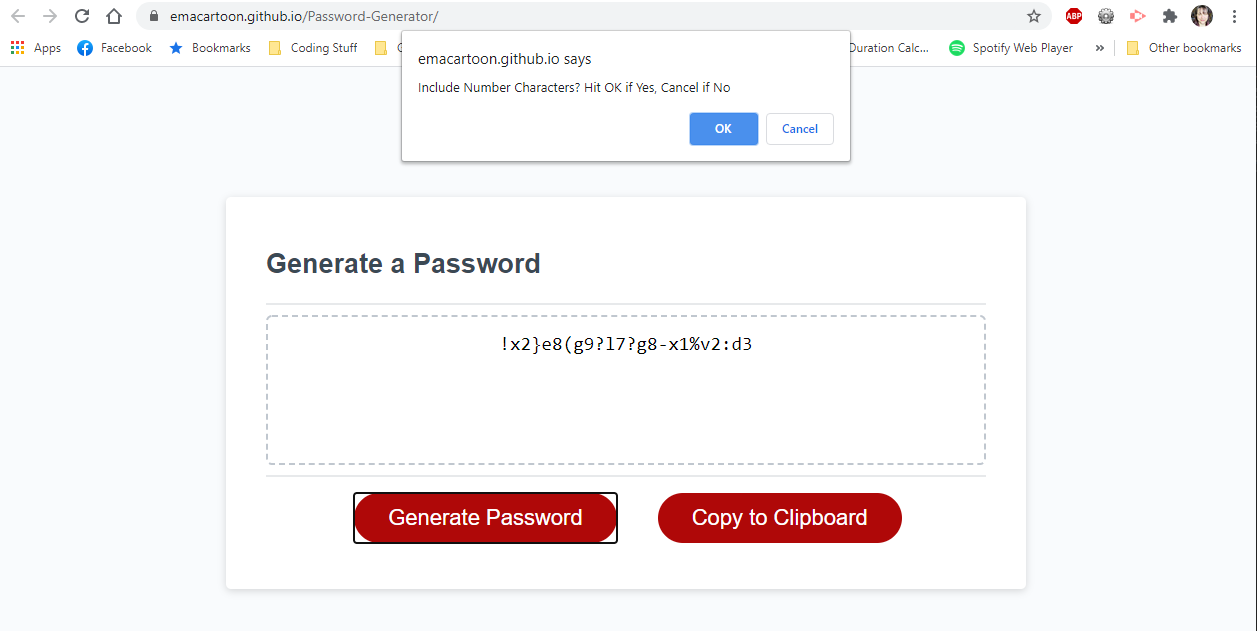 emacartoon.github.io/Password-Generator/
ABP
Apps Facebook Bookmarks Coding Stuff Duration Calc... Spotify Web Player » Other bookmarks
emacartoon.github.io says
Include Number Characters? Hit OK if Yes, Cancel if No
OK Cancel
Generate a Password
!x2}e8(g9?l7?g8-x1%v2:d3
Generate Password Copy to Clipboard